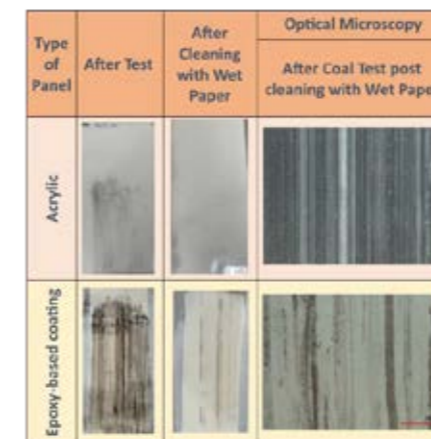 Type
of
Panel
After Test
After
Cleaning
with Wet
Paper
Optical Microscopy
After Coal Test post
cleaning with Wet Pape
Acrylic
Epoxy-based coating